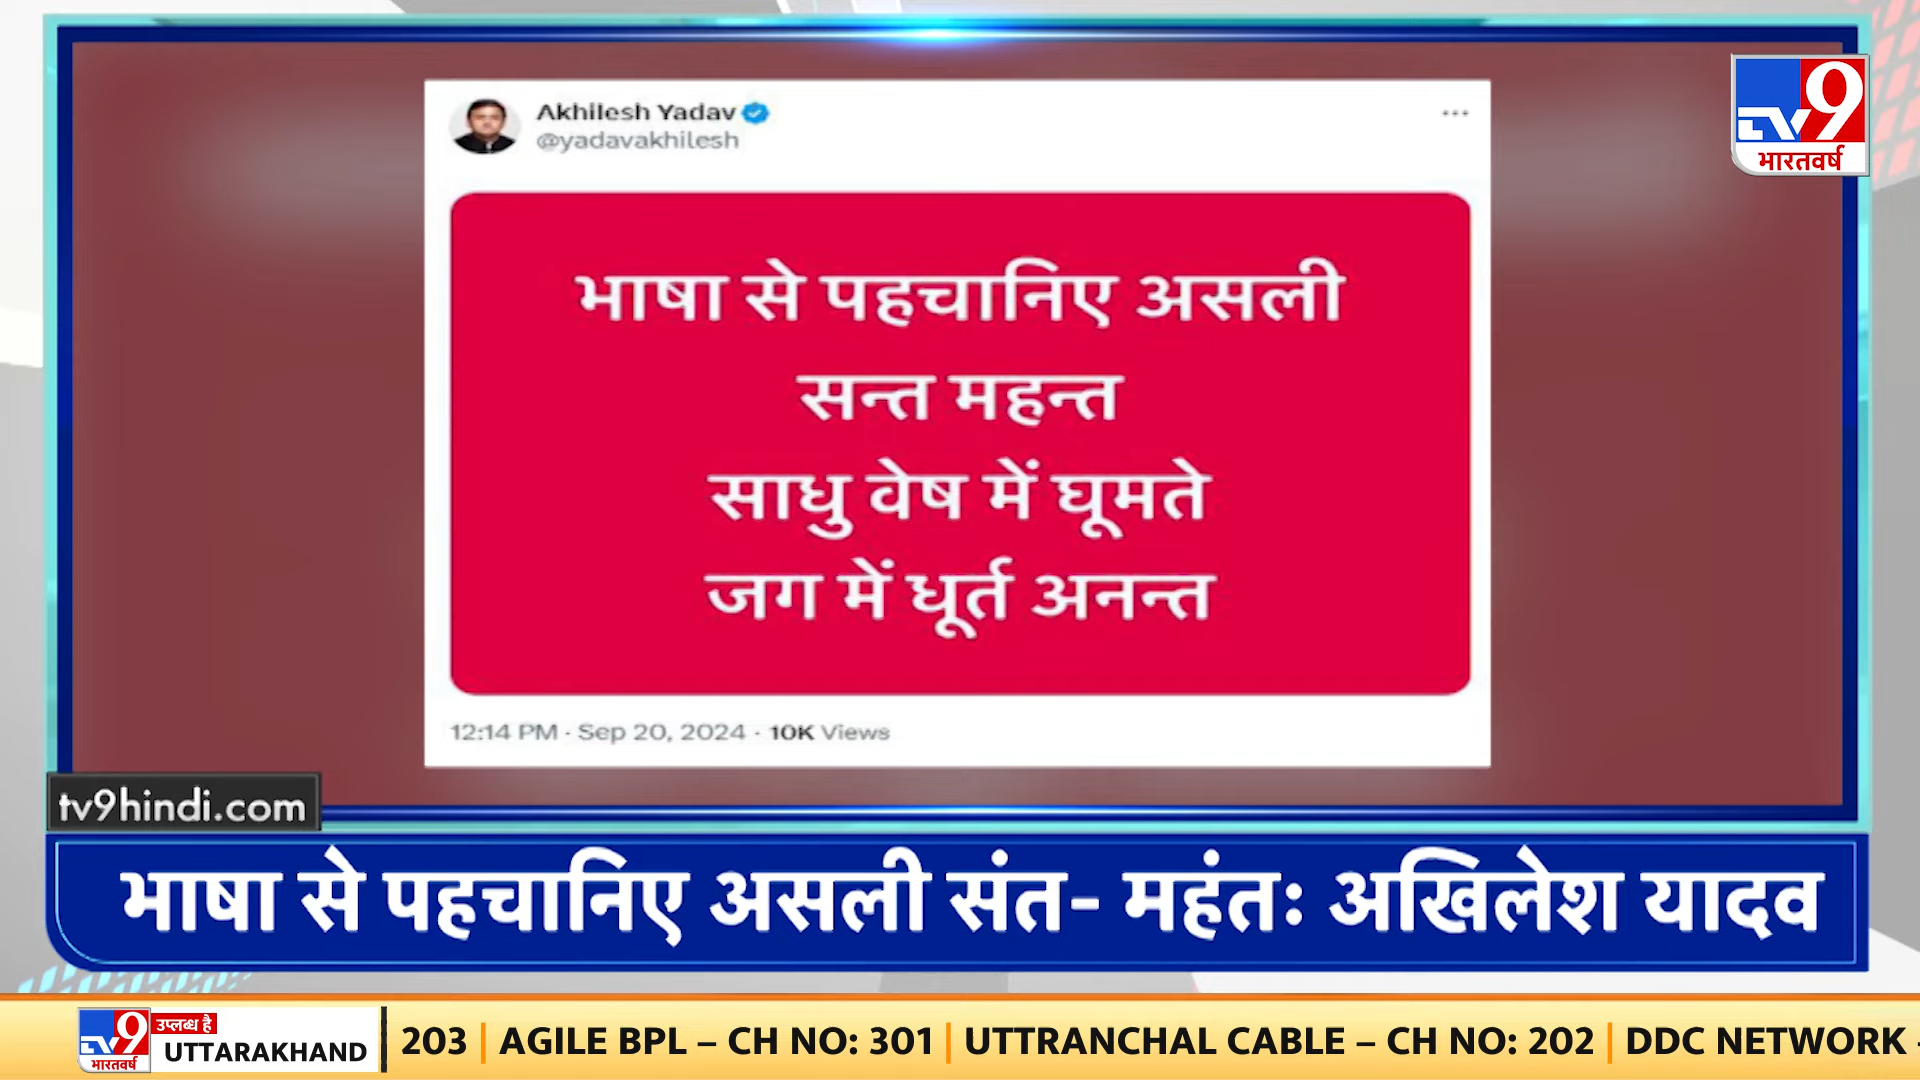 Akhilesh Yadav
@yadavakhilesh
TV9
भारतवर्ष
भाषा से पहचानिए असली
सन्त महन्त
साधु वेष में घूमते
जग में धूर्त अनन्त
12:14 PM · Sep 20, 2024 · 10K Views
tv9hindi.com
भाषा से पहचानिए असली संत- महंतः अखिलेश यादव
TV9 भारतवर्ष उपलब्ध है UTTARAKHAND 203 | AGILE BPL – CH NO: 301 | UTTRANCHAL CABLE – CH NO: 202 | DDC NETWORK -